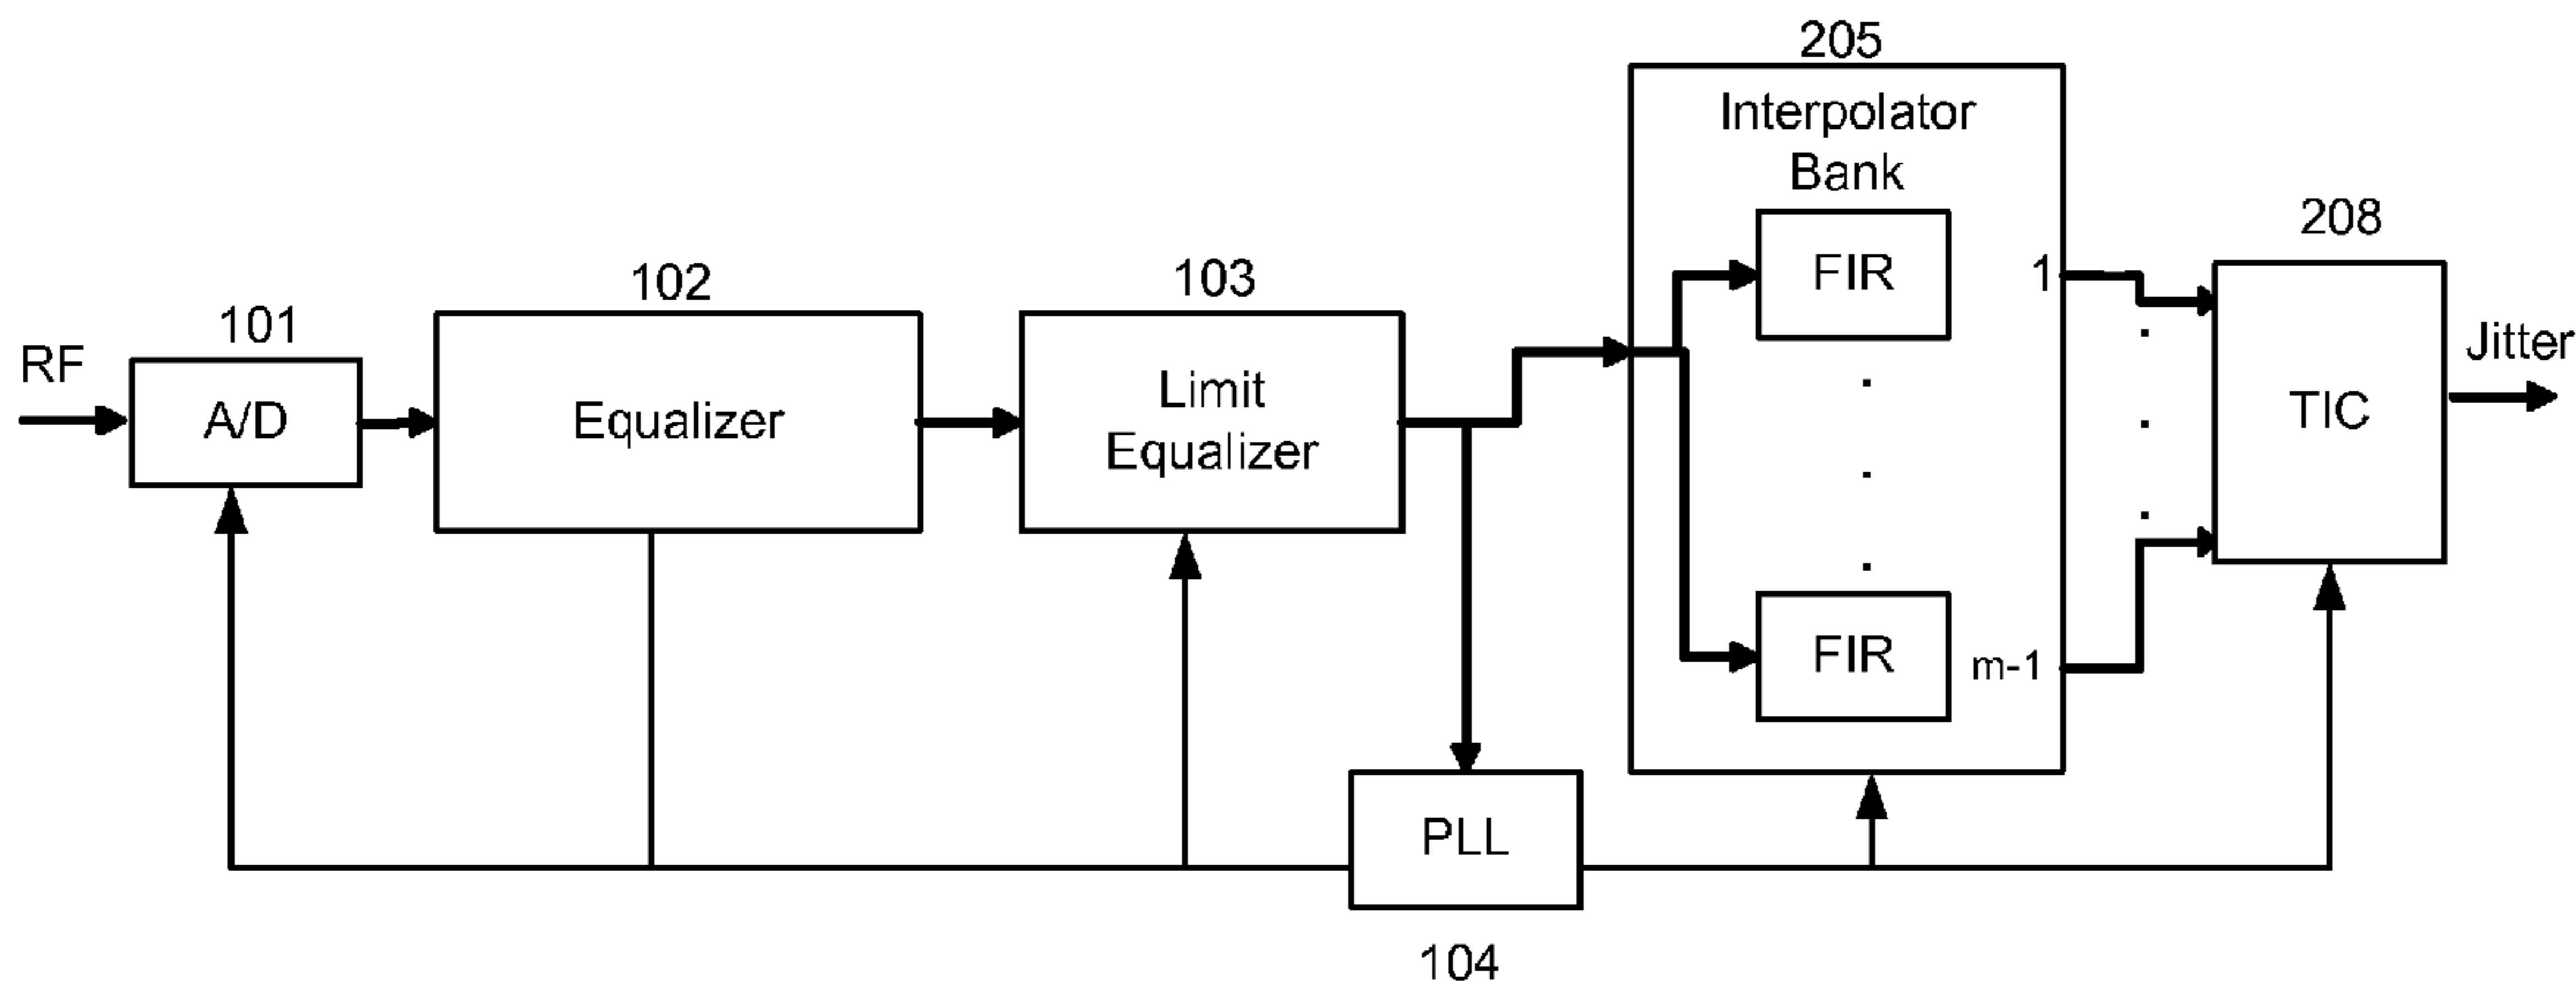 RF
101
A/D
102
Equalizer
103
Limit
Equalizer
104
PLL
205
Interpolator
Bank
FIR
.
.
.
FIR
1
m-1
.
.
.
208
TIC
Jitter